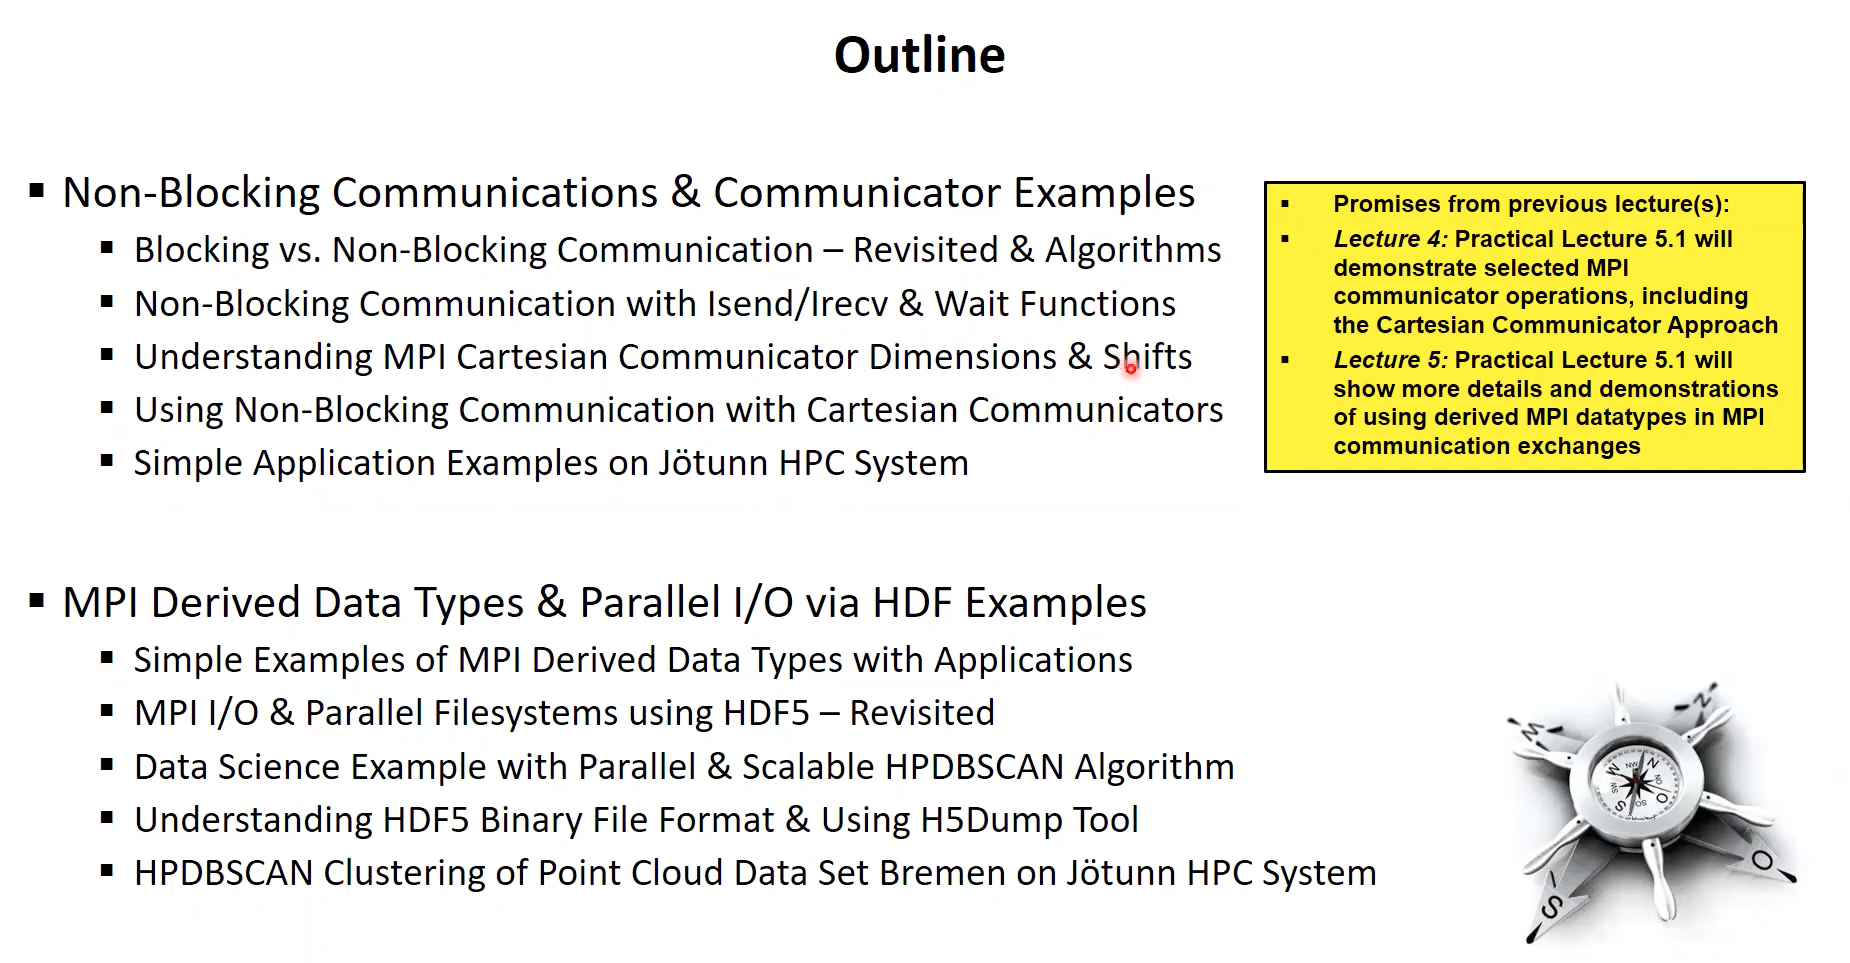 Outline
▪ Non-Blocking Communications & Communicator Examples
▪ Blocking vs. Non-Blocking Communication – Revisited & Algorithms
▪ Non-Blocking Communication with Isend/Irecv & Wait Functions
▪ Understanding MPI Cartesian Communicator Dimensions & Shifts
▪ Using Non-Blocking Communication with Cartesian Communicators
▪ Simple Application Examples on Jötunn HPC System
▪ Promises from previous lecture(s):
▪ Lecture 4: Practical Lecture 5.1 will
demonstrate selected MPI
communicator operations, including
the Cartesian Communicator Approach
▪ Lecture 5: Practical Lecture 5.1 will
show more details and demonstrations
of using derived MPI datatypes in MPI
communication exchanges
▪ MPI Derived Data Types & Parallel I/O via HDF Examples
▪ Simple Examples of MPI Derived Data Types with Applications
▪ MPI I/O & Parallel Filesystems using HDF5 – Revisited
▪ Data Science Example with Parallel & Scalable HPDBSCAN Algorithm
▪ Understanding HDF5 Binary File Format & Using H5Dump Tool
▪ HPDBSCAN Clustering of Point Cloud Data Set Bremen on Jötunn HPC System
N
W
NW
N
NO
W
O
SW
S
SO
O
S